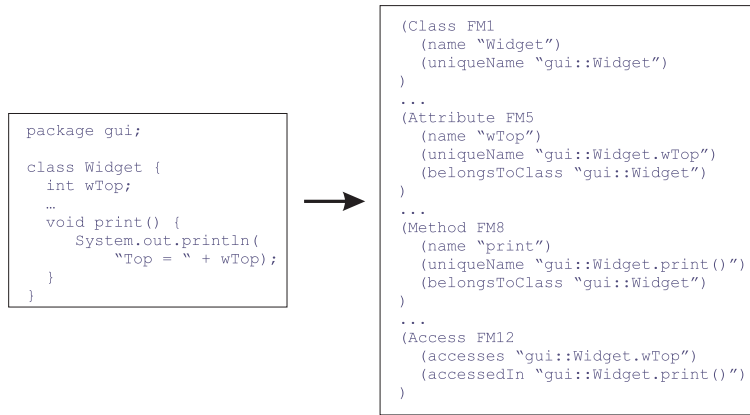 package gui;
class Widget {
int wTop;
…
void print() {
System.out.println(
“Top = “ + wTop);
}
}
(Class FM1
(name “Widget”)
(uniqueName “gui::Widget”)
)
...
(Attribute FM5
(name “wTop”)
(uniqueName “gui::Widget.wTop”)
(belongsToClass “gui::Widget”)
)
...
(Method FM8
(name “print”)
(uniqueName “gui::Widget.print()”)
(belongsToClass “gui::Widget”)
)
...
(Access FM12
(accesses “gui::Widget.wTop”)
(accessedIn “gui::Widget.print()”)
)